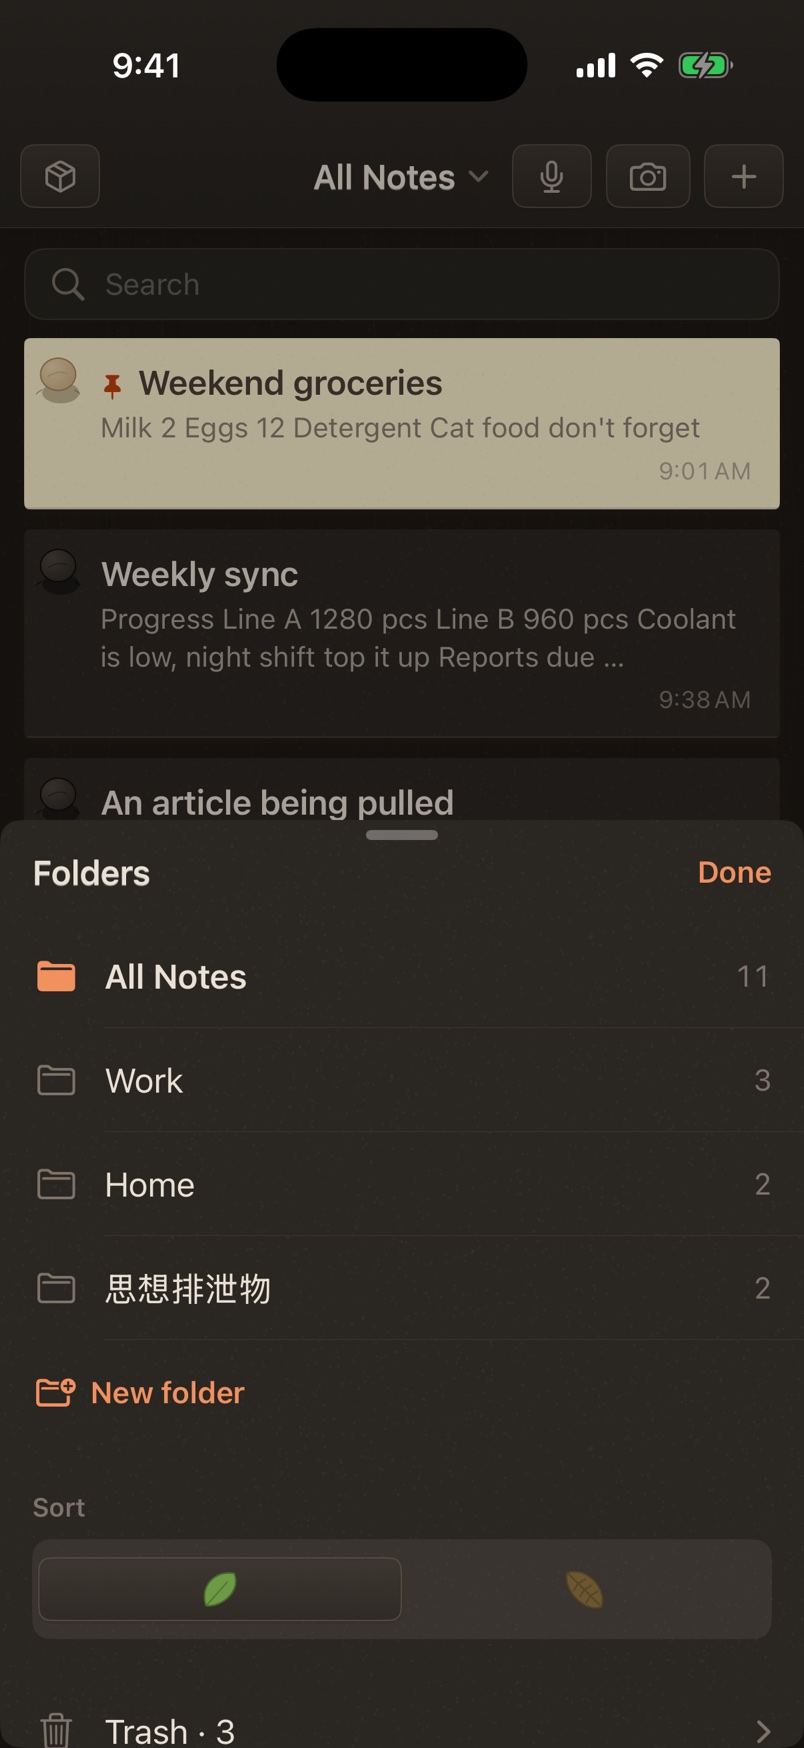 9:41
All Notes
Search
Weekend groceries
Milk 2 Eggs 12 Detergent Cat food don't forget
9:01 AM
Weekly sync
Progress Line A 1280 pcs Line B 960 pcs Coolant
is low, night shift top it up Reports due ...
9:38 AM
An article being pulled
Folders
Done
All Notes
11
Work
3
Home
2
思想排泄物
2
New folder
Sort
Trash · 3